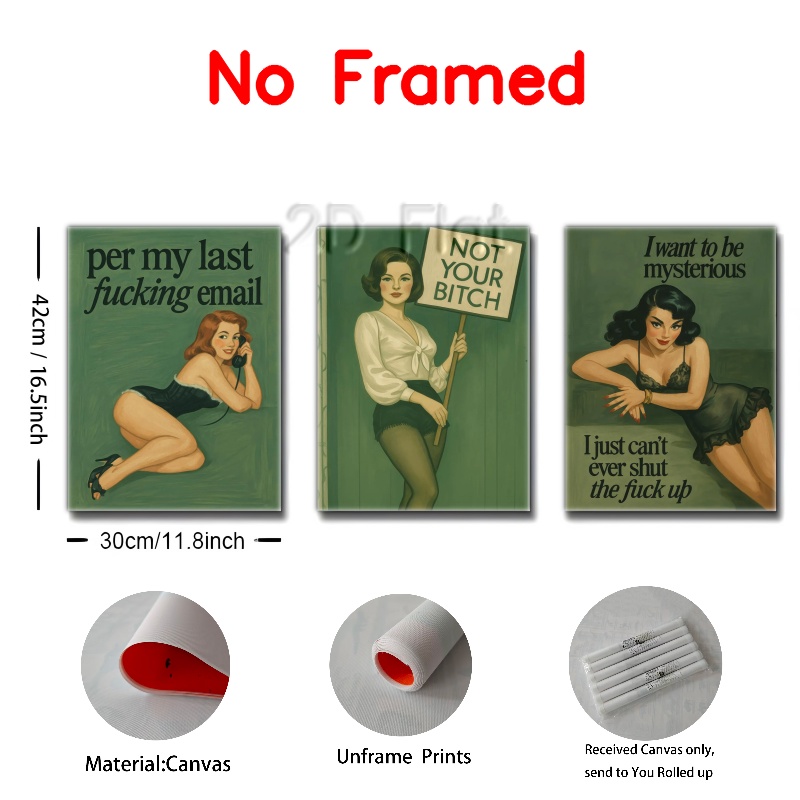 No Framed
2D Flat
per my last
fucking email
NOT
YOUR
BITCH
I want to be
mysterious
I just can't
ever shut
the fuck up
42cm / 16.5inch
30cm/11.8inch
Material:Canvas
Unframe Prints
Received Canvas only,
send to You Rolled up